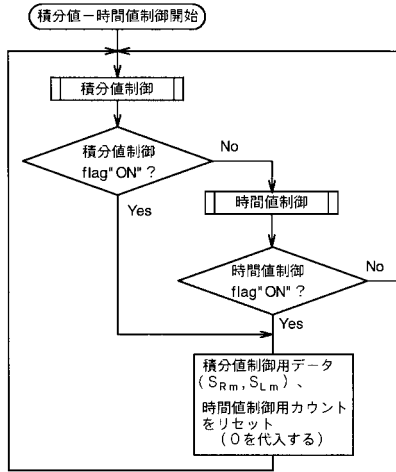 積分値－時間値制御開始
積分値制御
積分値制御
flag"ON"?
No
Yes
時間値制御
時間値制御
flag"ON"?
No
Yes
積分値制御用データ
(SRm,SLm)、
時間値制御用カウント
をリセット
(0を代入する)